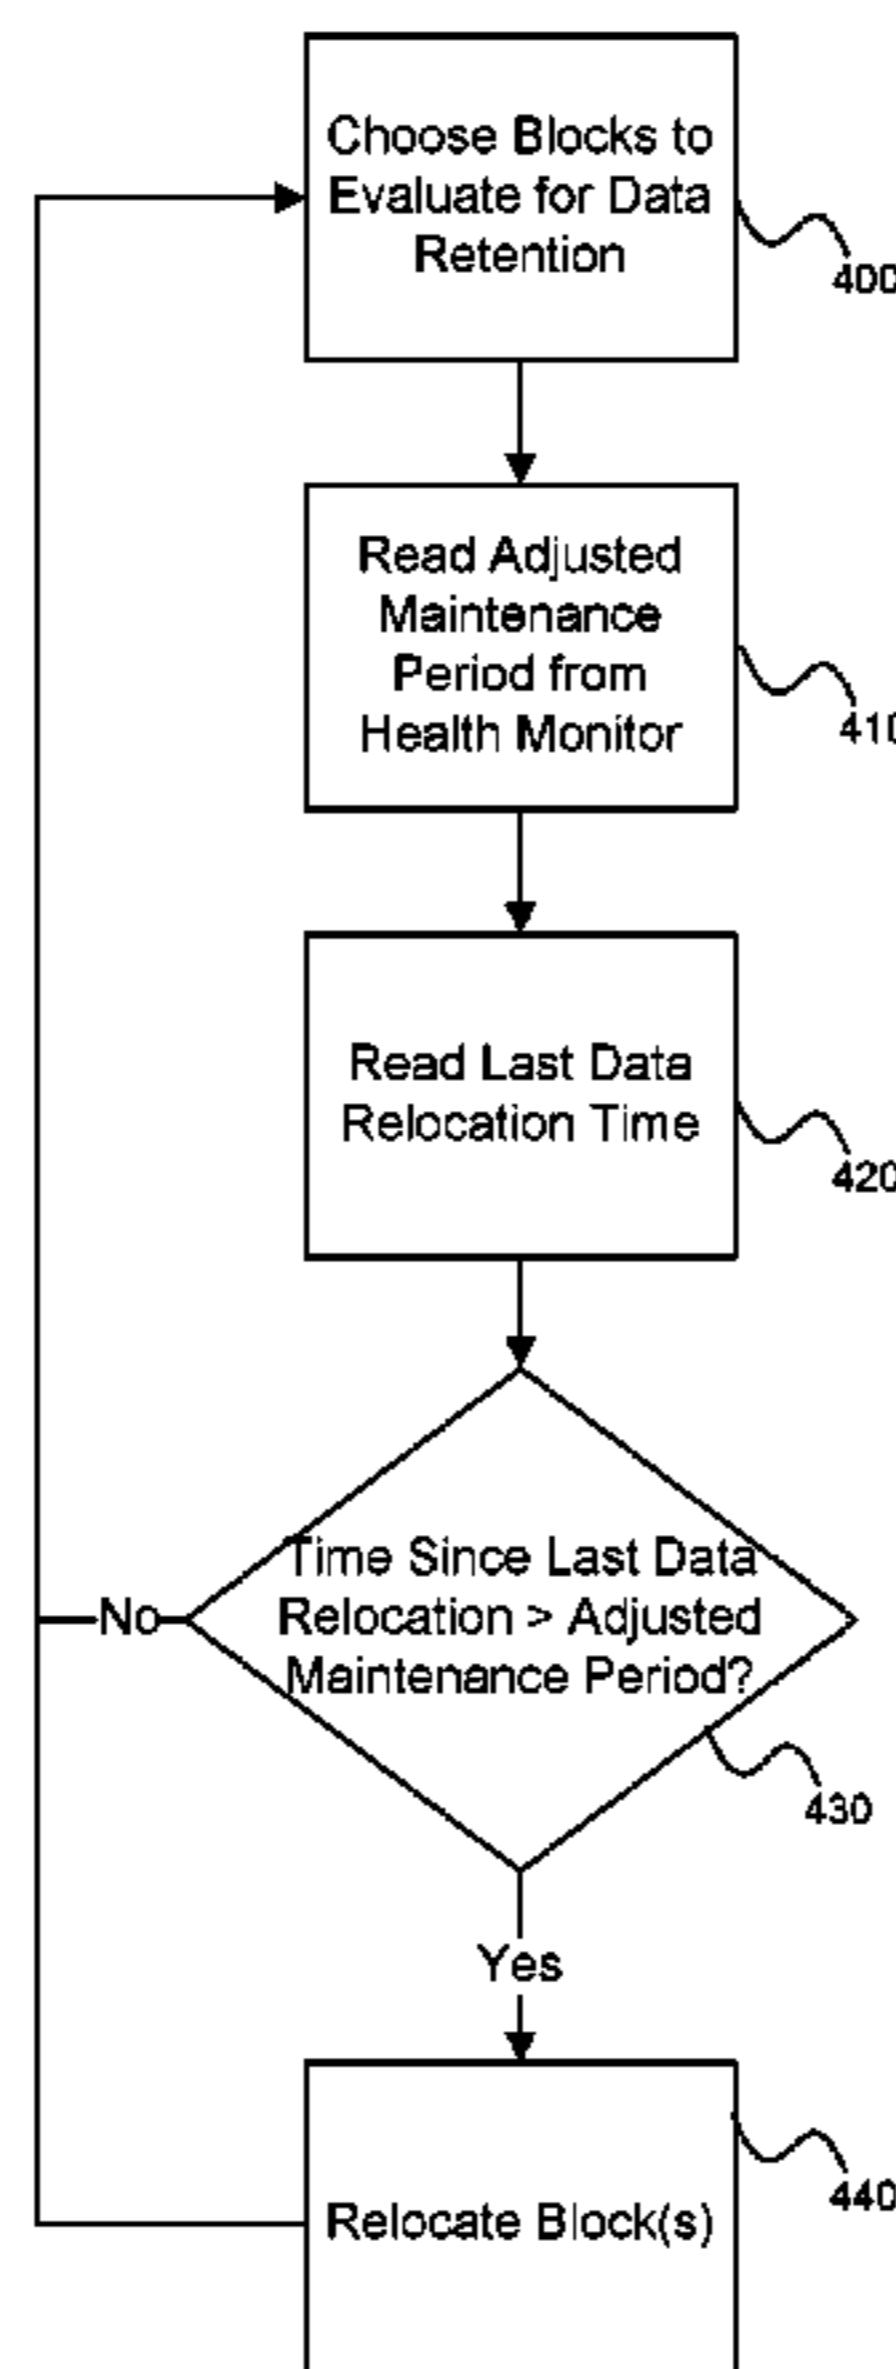 Choose Blocks to
Evaluate for Data
Retention
400
Read Adjusted
Maintenance
Period from
Health Monitor
410
Read Last Data
Relocation Time
420
Time Since Last Data
Relocation > Adjusted
Maintenance Period?
No
430
Yes
Relocate Block(s)
440